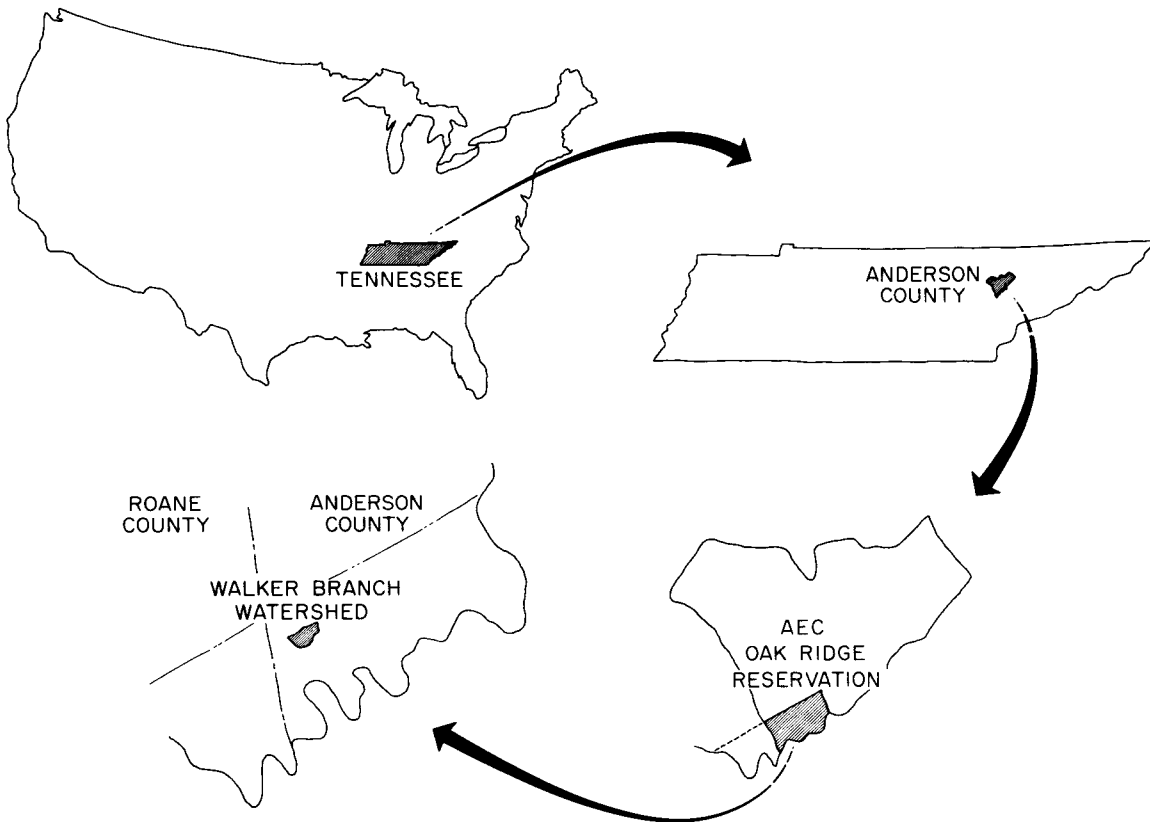 TENNESSEE
ANDERSON
COUNTY
ROANE
COUNTY
ANDERSON
COUNTY
WALKER BRANCH
WATERSHED
AEC
OAK RIDGE
RESERVATION